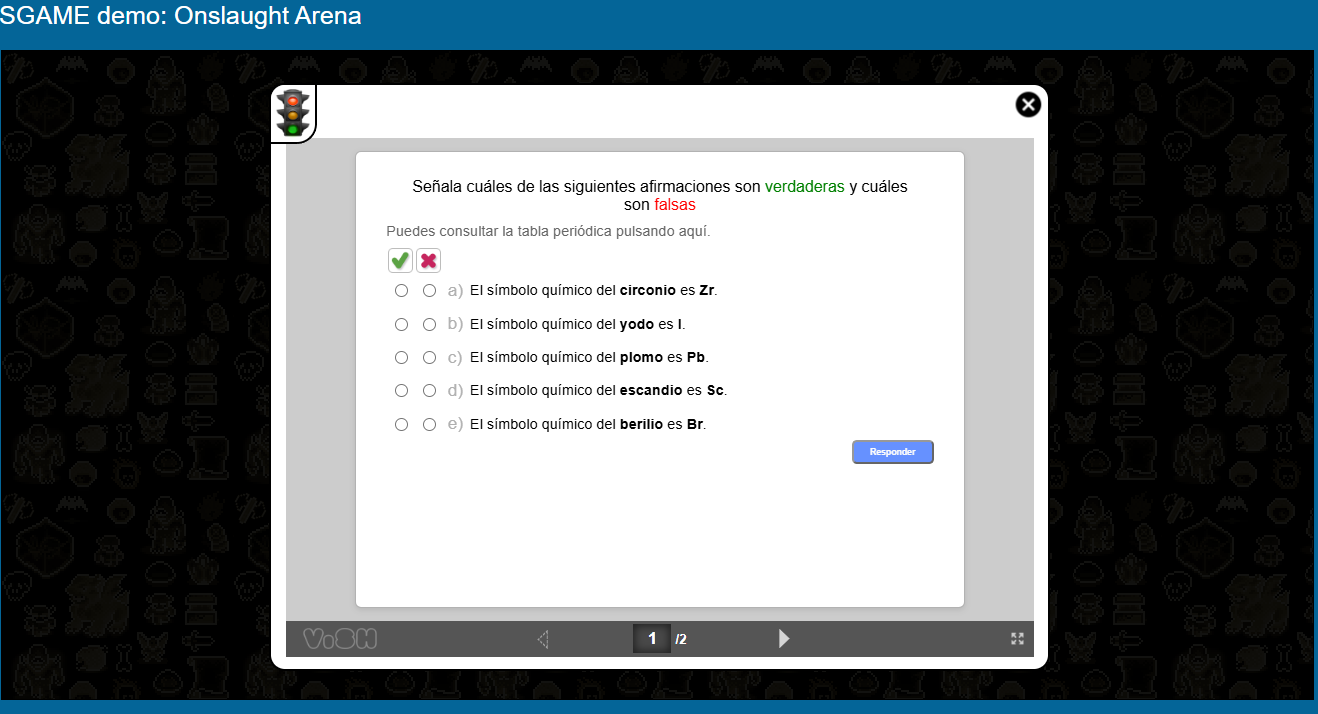 SGAME demo: Onslaught Arena
Señala cuáles de las siguientes afirmaciones son verdaderas y cuáles
son falsas
Puedes consultar la tabla periódica pulsando aquí.
a) El símbolo químico del circonio es Zr.
b) El símbolo químico del yodo es I.
c) El símbolo químico del plomo es Pb.
d) El símbolo químico del escandio es Sc.
e) El símbolo químico del berilio es Br.
Responder
ViSH 1 /2